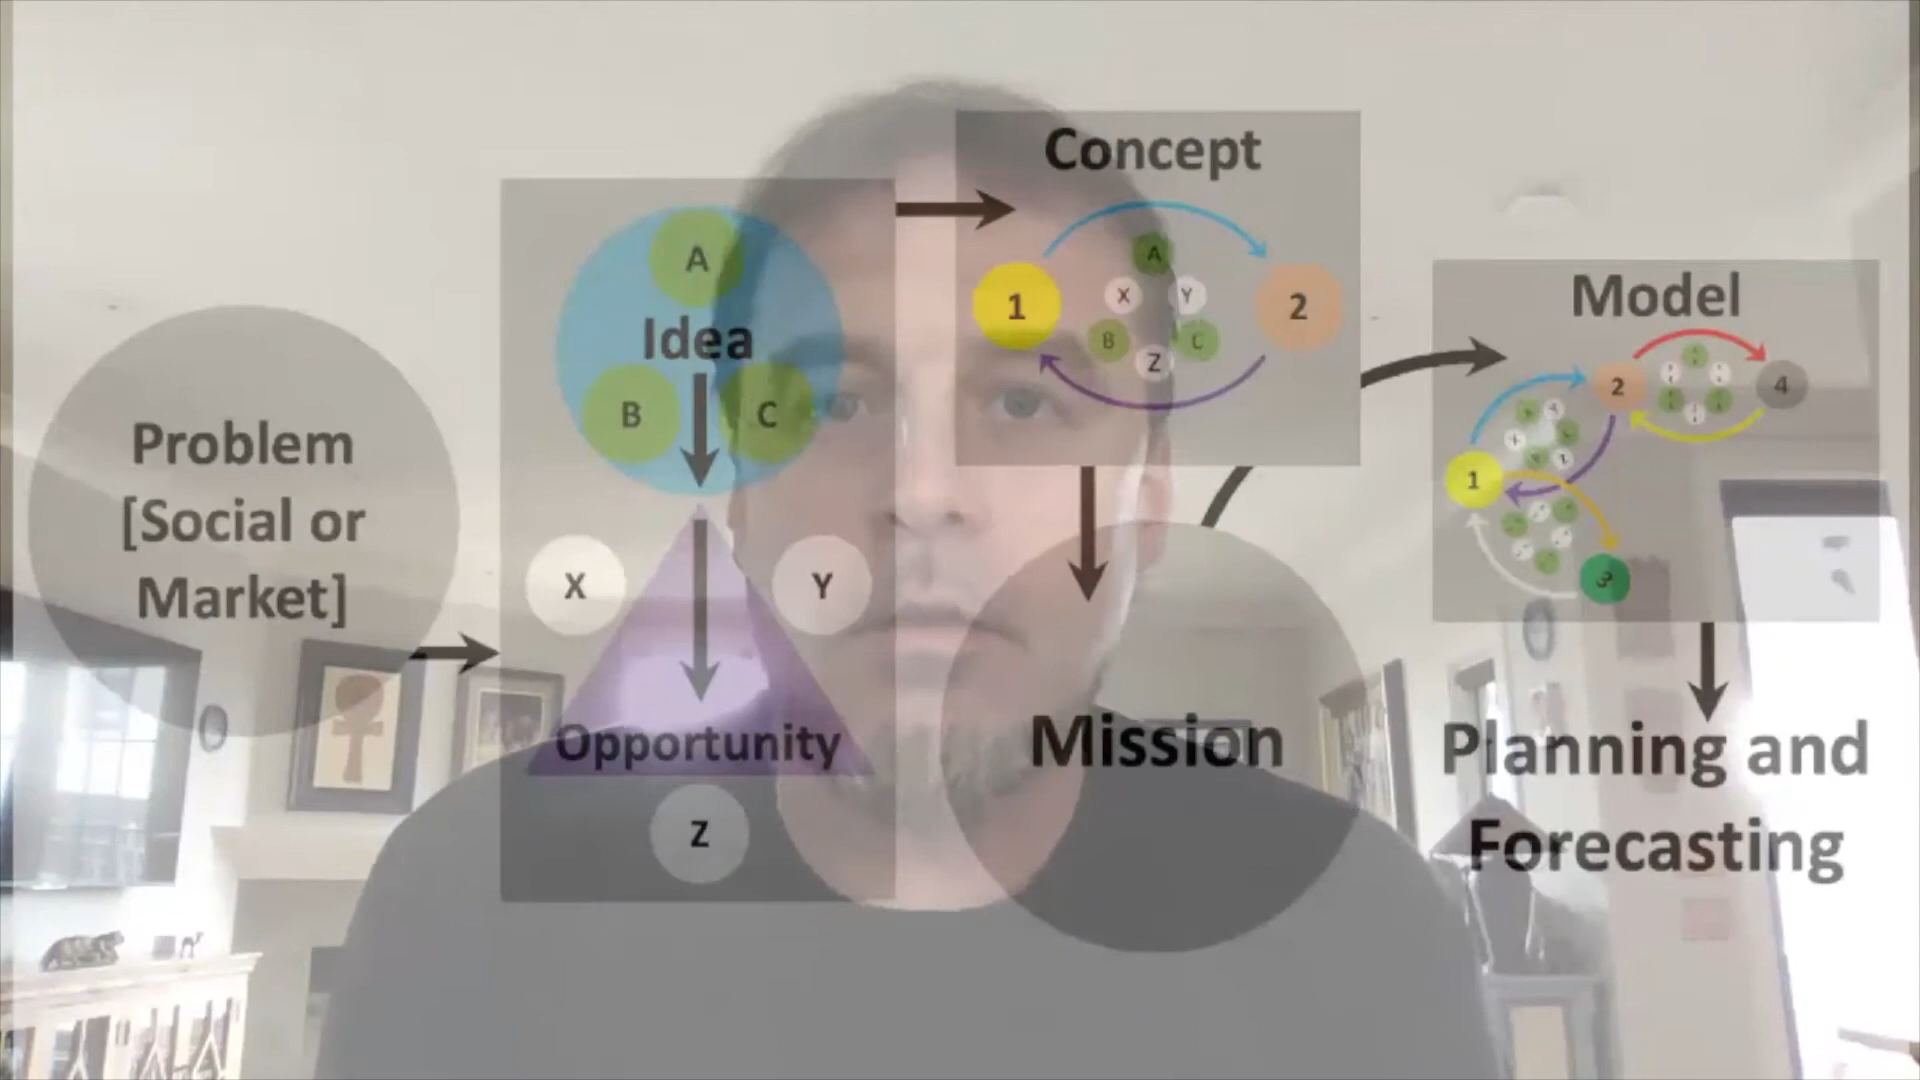 Problem
[Social or
Market]
A
Idea
B
C
X
Y
Opportunity
Z
Concept
1
A
X
Y
2
B
C
Z
Mission
Model
2
4
1
3
Planning and
Forecasting